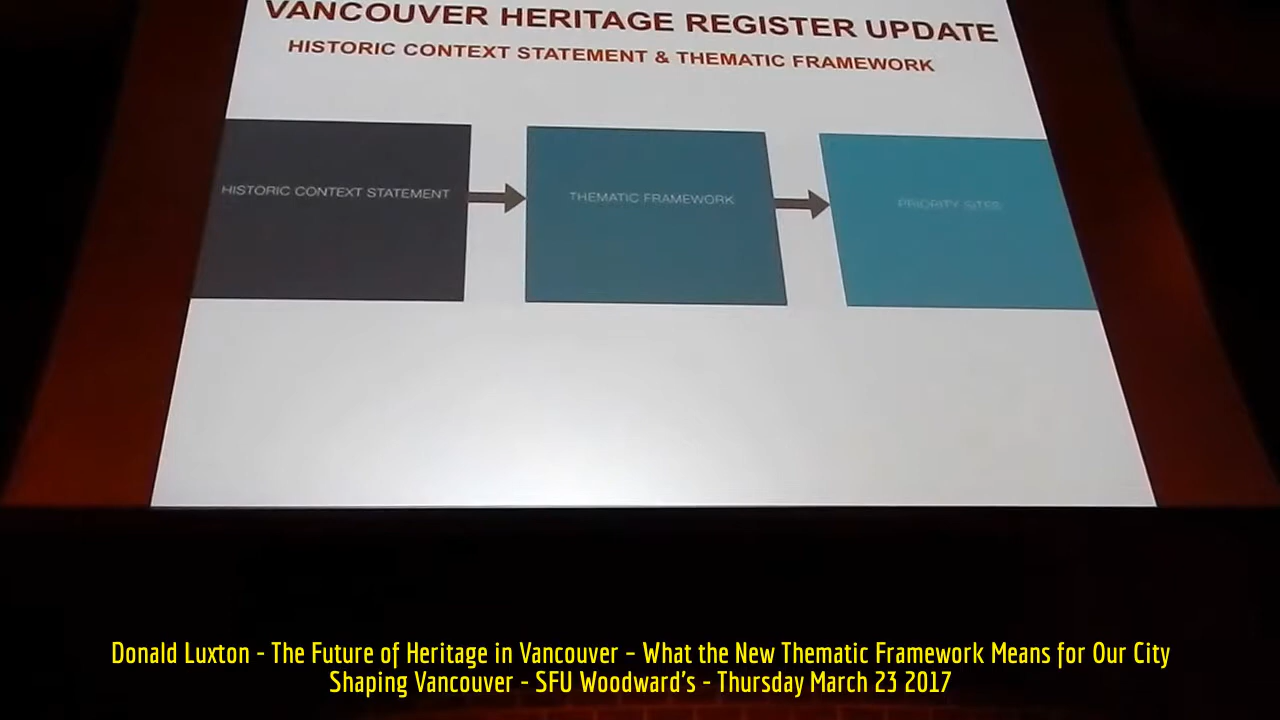 VANCOUVER HERITAGE REGISTER UPDATE
HISTORIC CONTEXT STATEMENT & THEMATIC FRAMEWORK
HISTORIC CONTEXT STATEMENT
THEMATIC FRAMEWORK
PRIORITY SITES
Donald Luxton - The Future of Heritage in Vancouver – What the New Thematic Framework Means for Our City
Shaping Vancouver - SFU Woodward's - Thursday March 23 2017